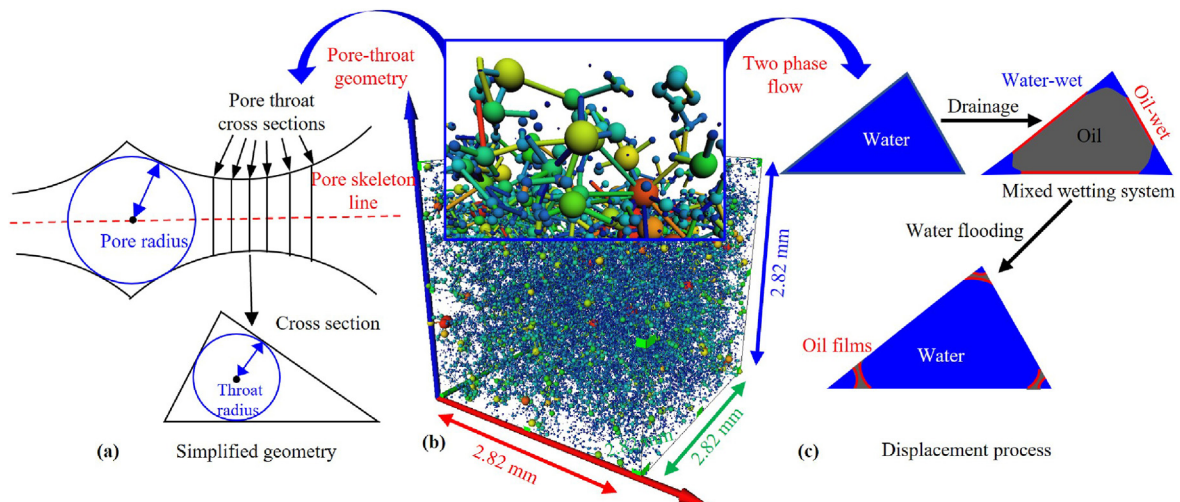 Pore-throat
geometry
Pore throat
cross sections
Pore skeleton
line
Pore radius
Cross section
Throat
radius
(a)
Simplified geometry
(b)
2.82 mm
2.82 mm
2.82 mm
Two phase
flow
Water
Drainage
Water-wet
Oil-wet
Oil
Mixed wetting system
Water flooding
Oil films
Water
(c)
Displacement process